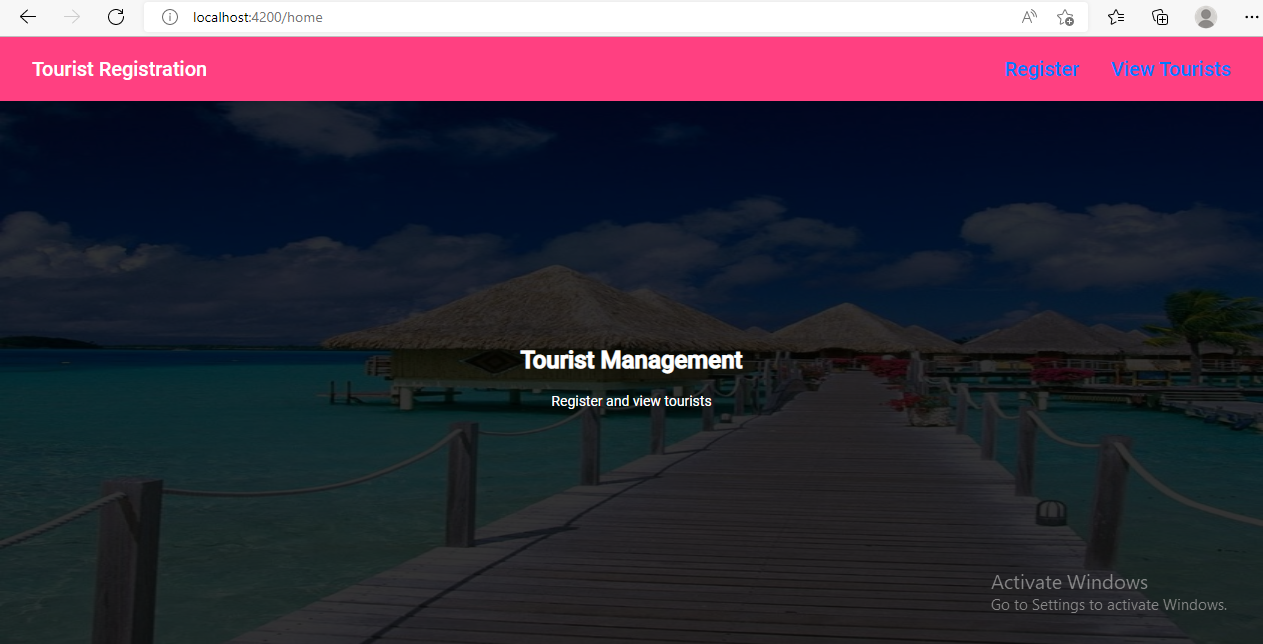 localhost:4200/home
Tourist Registration
Register
View Tourists
Tourist Management
Register and view tourists
Activate Windows
Go to Settings to activate Windows.